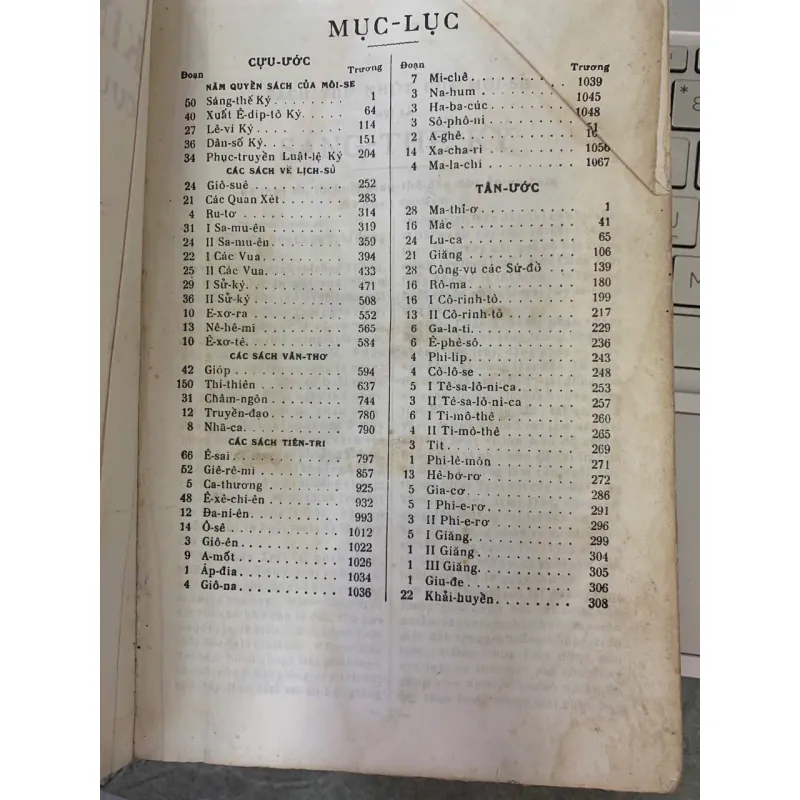 MỤC-LỤC
CỰU-ƯỚC
Đoạn Trương
NĂM QUYỂN SÁCH CỦA MÔI-SE
50 Sáng-thế Ký 1
40 Xuất Ê-díp-tô Ký 64
27 Lê-vi Ký 114
36 Dân-số Ký 151
34 Phục-truyền Luật-lệ Ký 204
CÁC SÁCH VỀ LỊCH-SỬ
24 Giô-suê 252
21 Các Quan Xét 283
4 Ru-tơ 314
31 I Sa-mu-ên 319
24 II Sa-mu-ên 359
22 I Các Vua 394
25 II Các Vua 433
29 I Sử-ký 471
36 II Sử-ký 508
10 E-xơ-ra 552
13 Nê-hê-mi 565
10 Ê-xơ-tê 584
CÁC SÁCH VĂN-THƠ
42 Gióp 594
150 Thi-thiên 637
31 Châm-ngôn 744
12 Truyền-đạo 780
8 Nhã-ca 790
CÁC SÁCH TIÊN-TRI
66 Ê-sai 797
52 Giê-rê-mi 857
5 Ca-thương 925
48 Ê-xê-chi-ên 932
12 Đa-ni-ên 993
14 Ô-sê 1012
3 Giô-ên 1022
9 A-mốt 1026
1 Áp-đia 1034
4 Giô-na 1036
Đoạn Trương
7 Mi-chê 1039
3 Na-hum 1045
3 Ha-ba-cúc 1048
3 Sô-phô-ni 51
2 A-ghê
14 Xa-cha-ri 1056
4 Ma-la-chi 1067
TÂN-ƯỚC
28 Ma-thi-ơ 1
16 Mác 41
24 Lu-ca 65
21 Giăng 106
28 Công-vụ các Sứ-đồ 139
16 Rô-ma 180
16 I Cô-rinh-tô 199
13 II Cô-rinh-tô 217
6 Ga-la-ti 229
6 Ê-phê-sô 236
4 Phi-líp 243
4 Cô-lô-se 248
5 I Tê-sa-lô-ni-ca 253
3 II Tê-sa-lô-ni-ca 257
6 I Ti-mô-thê 260
4 II Ti-mô-thê 265
3 Tít 269
1 Phi-lê-môn 271
13 Hê-bơ-rơ 272
5 Gia-cơ 286
5 I Phi-e-rơ 291
3 II Phi-e-rơ 296
5 I Giăng 299
1 II Giăng 304
1 III Giăng 305
1 Giu-đe 306
22 Khải-huyền 308